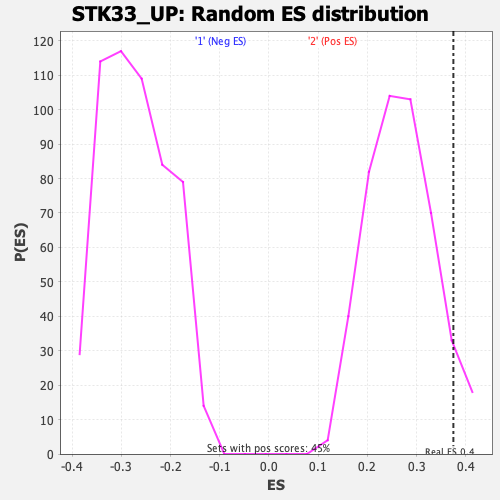 STK33_UP: Random ES distribution
'1' (Neg ES) '2' (Pos ES)
120
110
100
90
80
70
60
50
40
30
20
10
0
P(ES)
Sets with pos scores: 45%
Real ES 0.4
-0.4 -0.3 -0.2 -0.1 0.0 0.1 0.2 0.3 0.4
ES